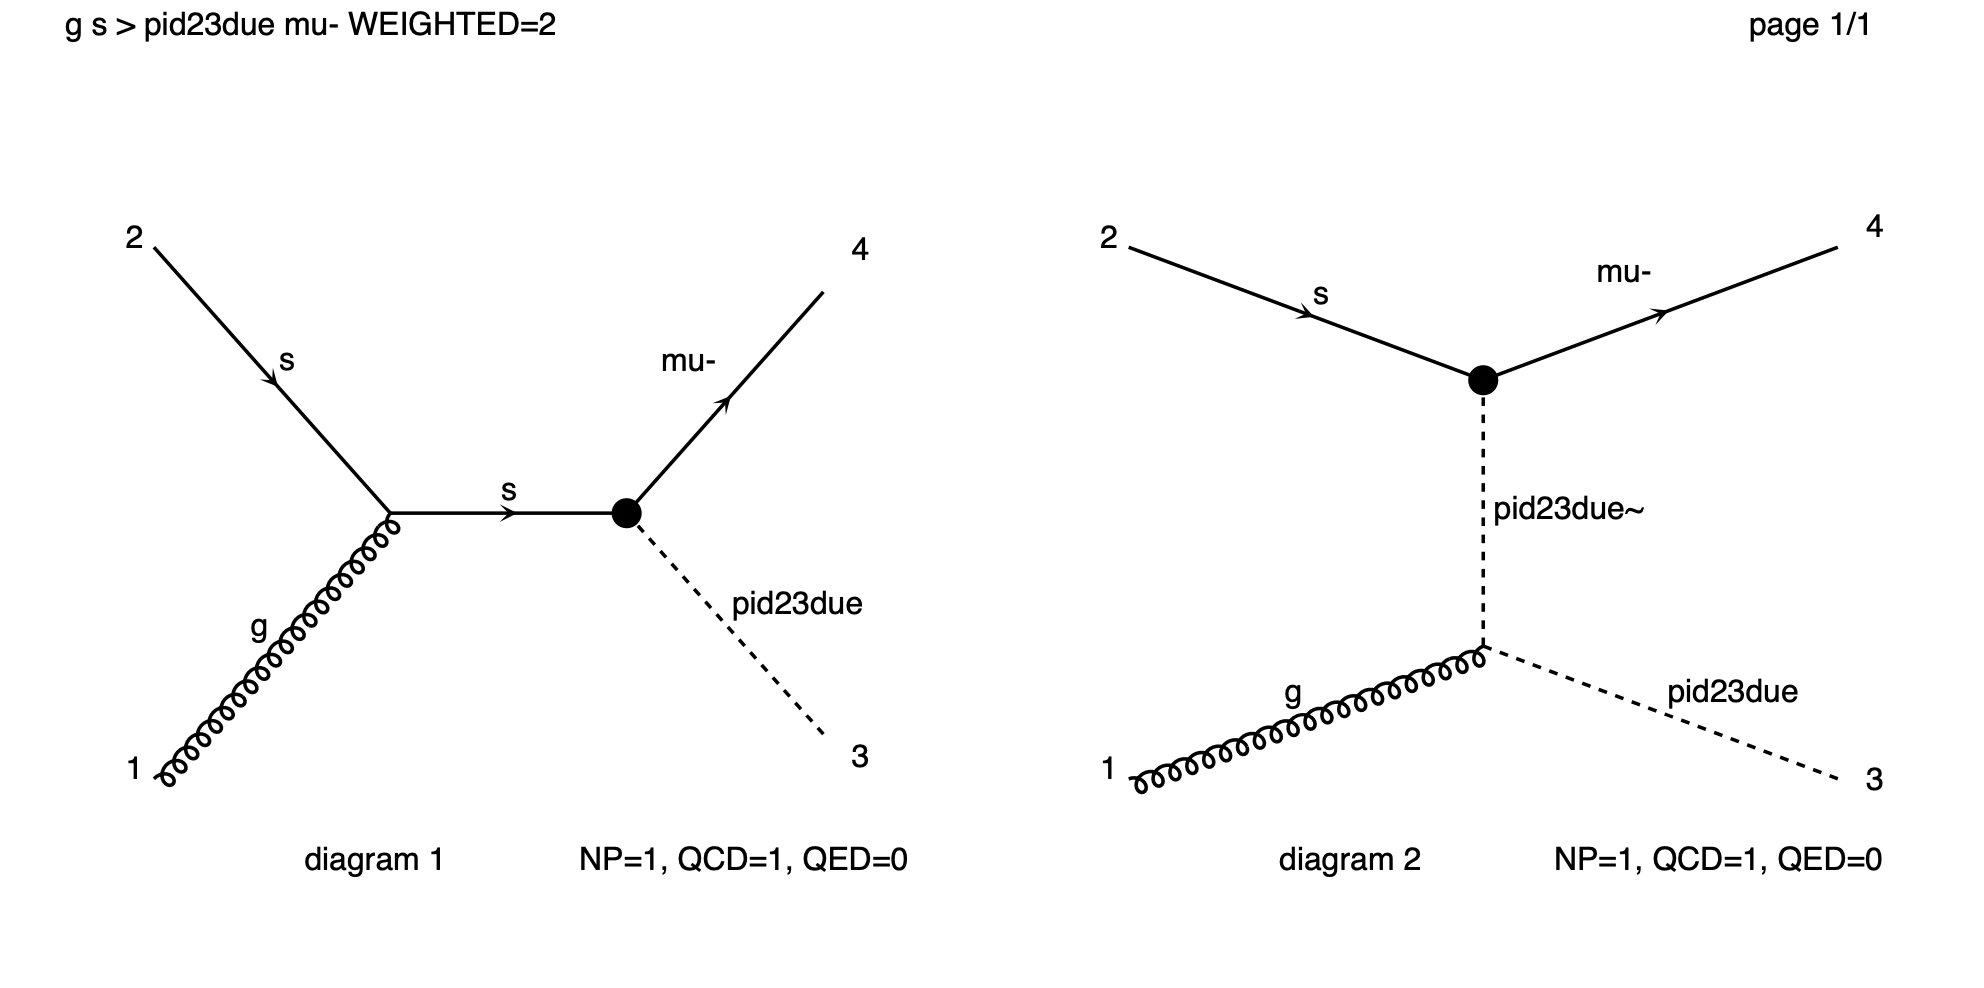 g s > pid23due mu- WEIGHTED=2
page 1/1
2
s
g
1
s
mu-
4
pid23due
3
diagram 1
NP=1, QCD=1, QED=0
2
s
mu-
4
pid23due~
g
1
pid23due
3
diagram 2
NP=1, QCD=1, QED=0